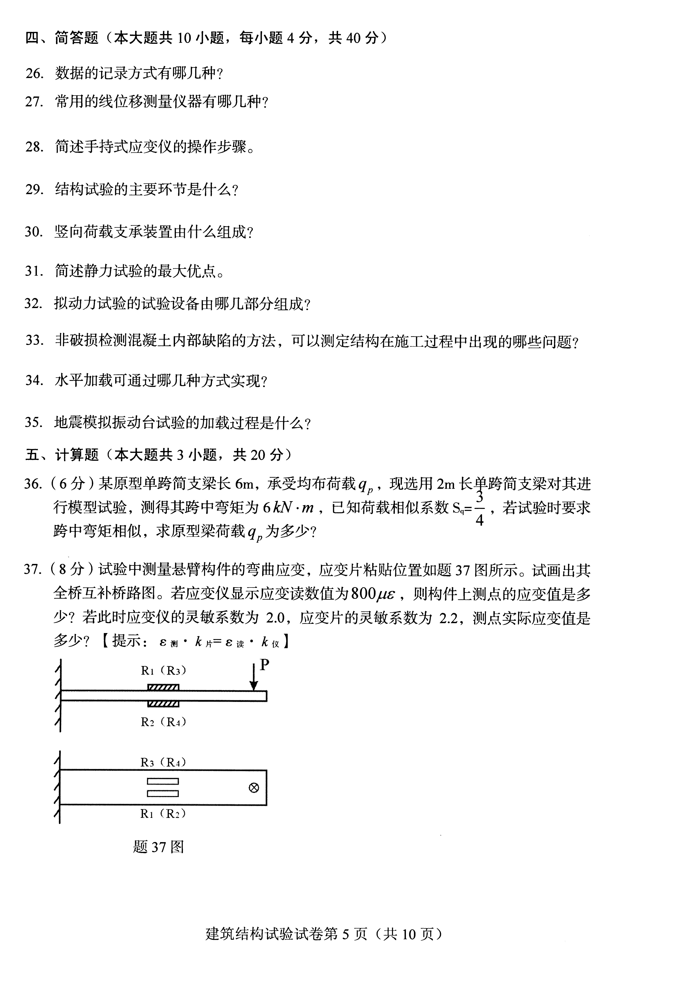 四、简答题（本大题共 10 小题，每小题 4 分，共 40 分）
26. 数据的记录方式有哪几种？
27. 常用的线位移测量仪器有哪几种？
28. 简述手持式应变仪的操作步骤。
29. 结构试验的主要环节是什么？
30. 竖向荷载支承装置由什么组成？
31. 简述静力试验的最大优点。
32. 拟动力试验的试验设备由哪几部分组成？
33. 非破损检测混凝土内部缺陷的方法，可以测定结构在施工过程中出现的哪些问题？
34. 水平加载可通过哪几种方式实现？
35. 地震模拟振动台试验的加载过程是什么？
五、计算题（本大题共 3 小题，共 20 分）
36.（6 分）某原型单跨简支梁长 6m，承受均布荷载 qp，现选用 2m 长单跨简支梁对其进
行模型试验，测得其跨中弯矩为 6kN·m，已知荷载相似系数 Sq=3/4，若试验时要求
跨中弯矩相似，求原型梁荷载 qp 为多少？
37.（8 分）试验中测量悬臂构件的弯曲应变，应变片粘贴位置如题 37 图所示。试画出其
全桥互补桥路图。若应变仪显示应变读数值为 800με，则构件上测点的应变值是多
少？若此时应变仪的灵敏系数为 2.0，应变片的灵敏系数为 2.2，测点实际应变值是
多少？【提示： ε测·k片=ε读·k仪】
P
R1（R3）
R2（R4）
R3（R4）
R1（R2）
题 37 图
建筑结构试验试卷第 5 页（共 10 页）